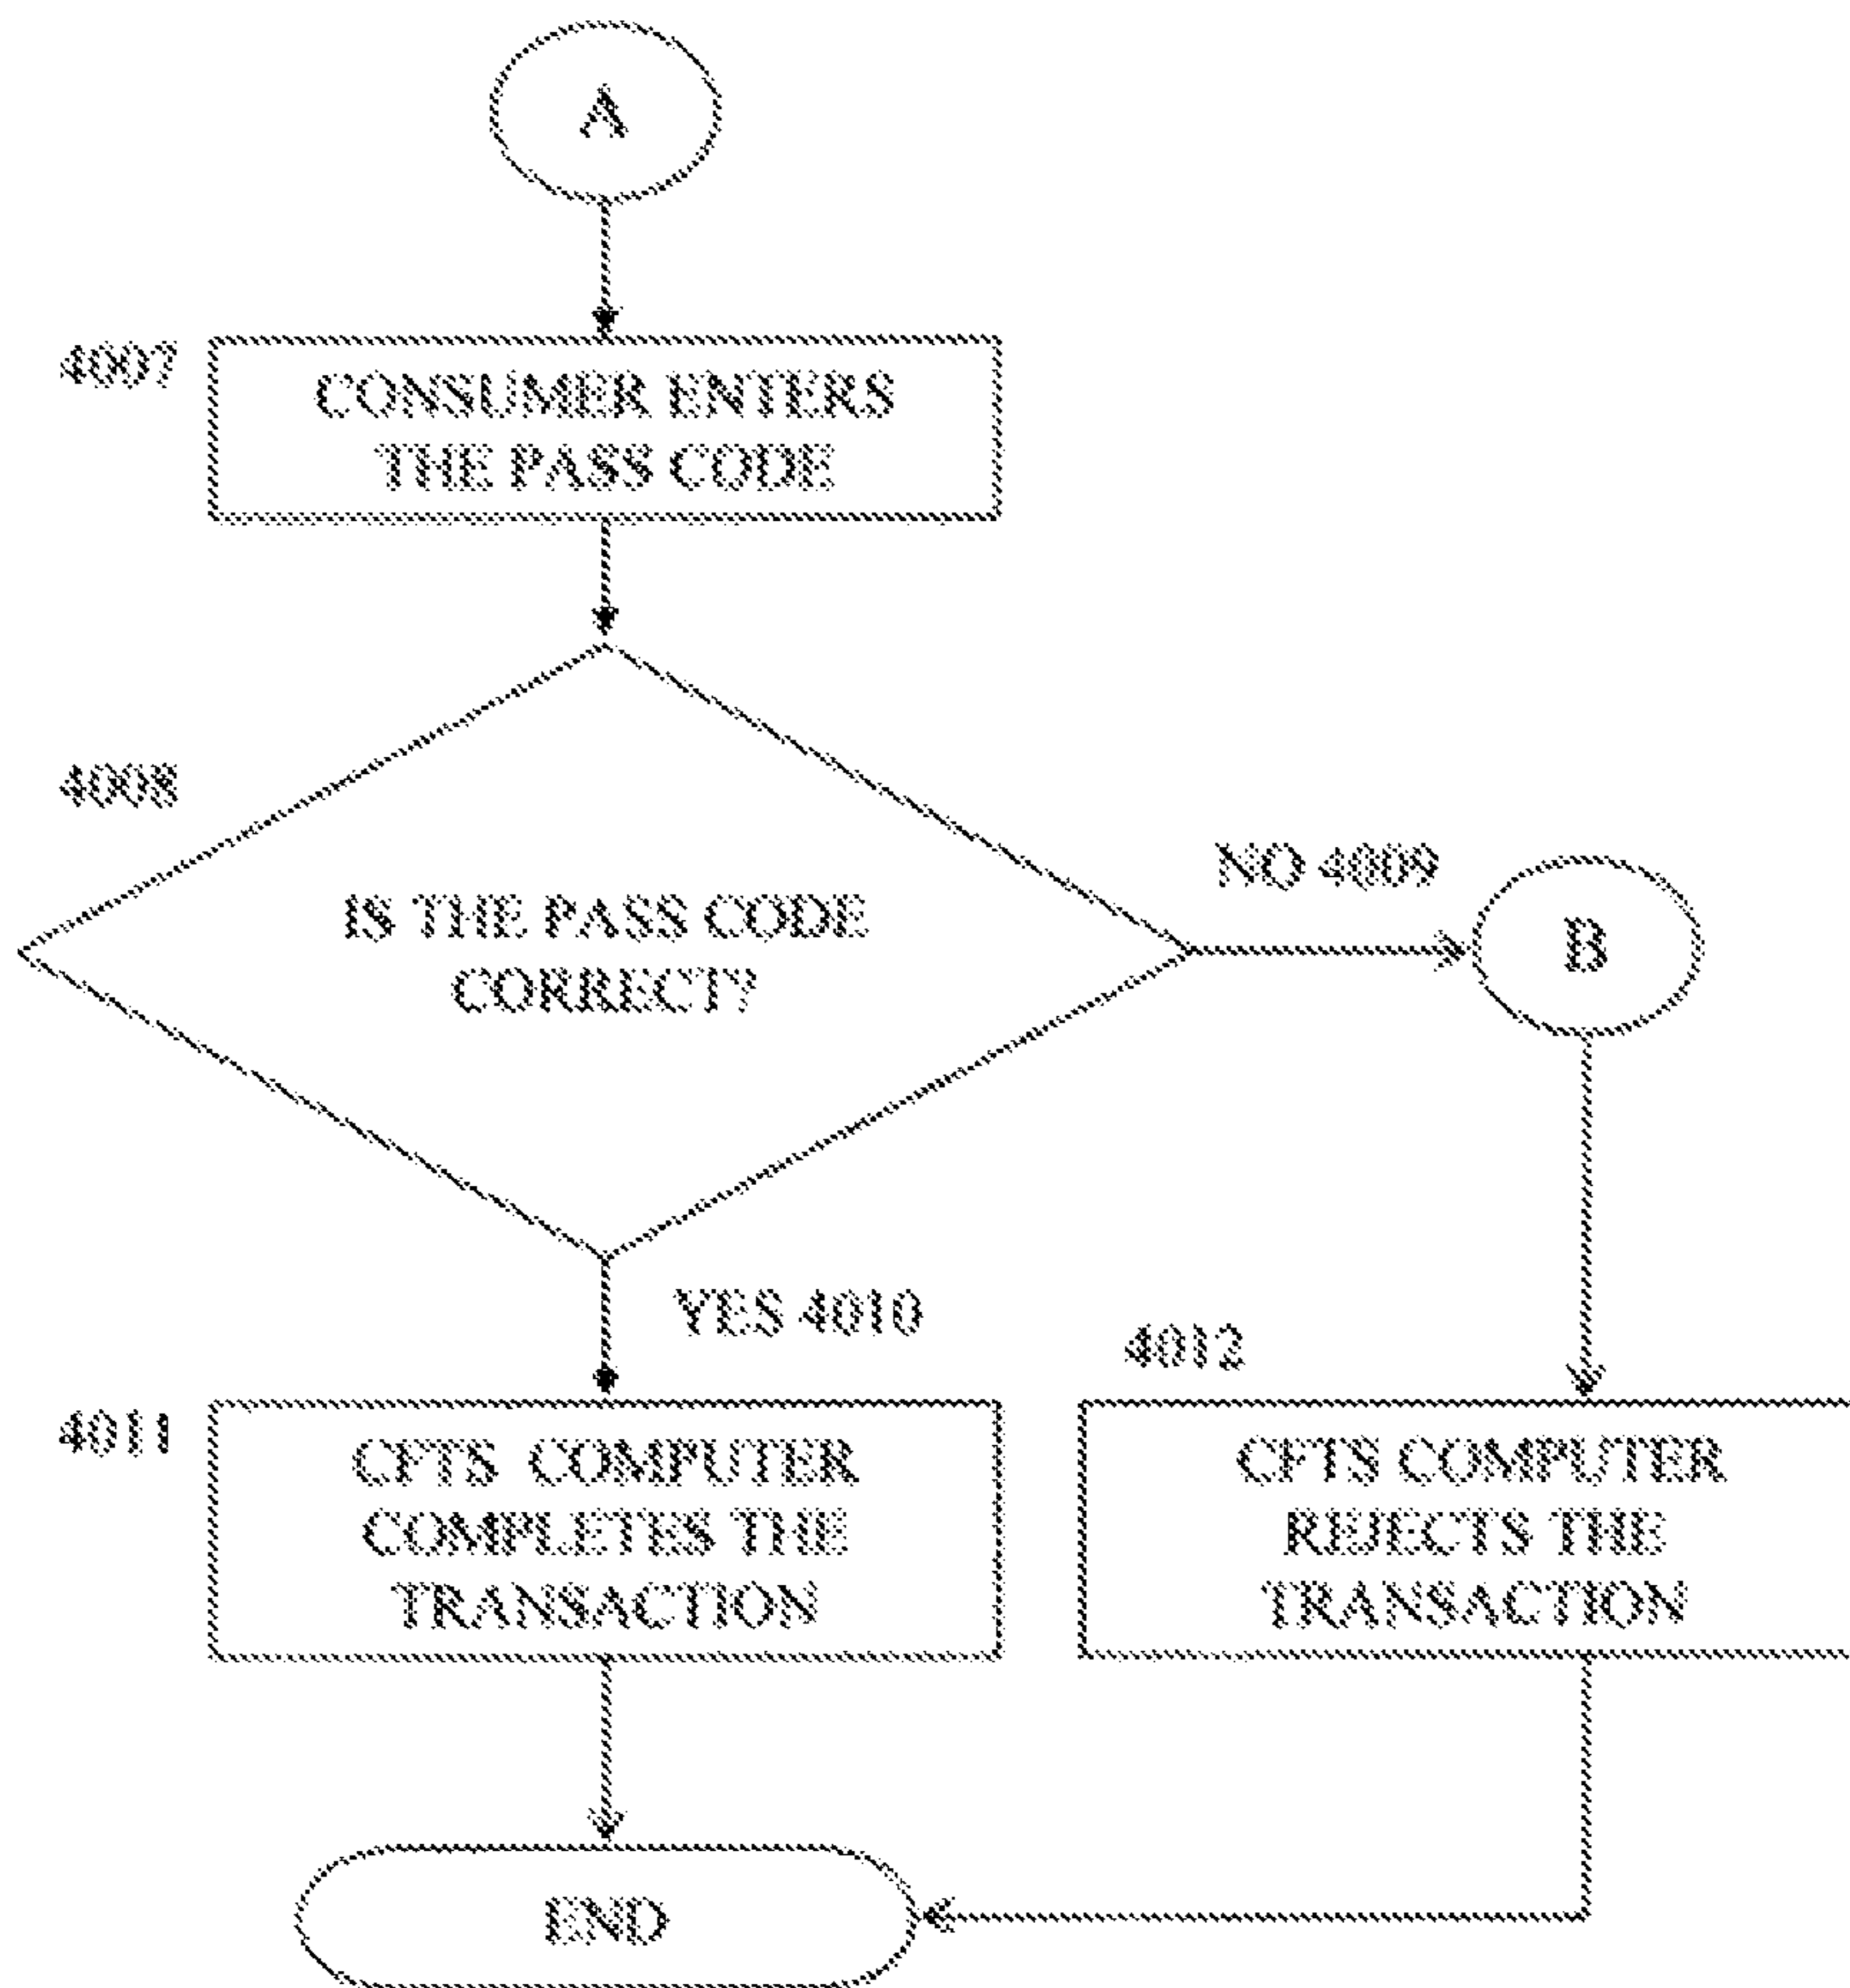 A
4007
CONSUMER ENTERS
THE PASS CODE
4008
IS THE PASS CODE
CORRECT?
NO 4009
B
YES 4010
4011
CFTS COMPUTER
COMPLETES THE
TRANSACTION
4012
CFTS COMPUTER
REJECTS THE
TRANSACTION
END